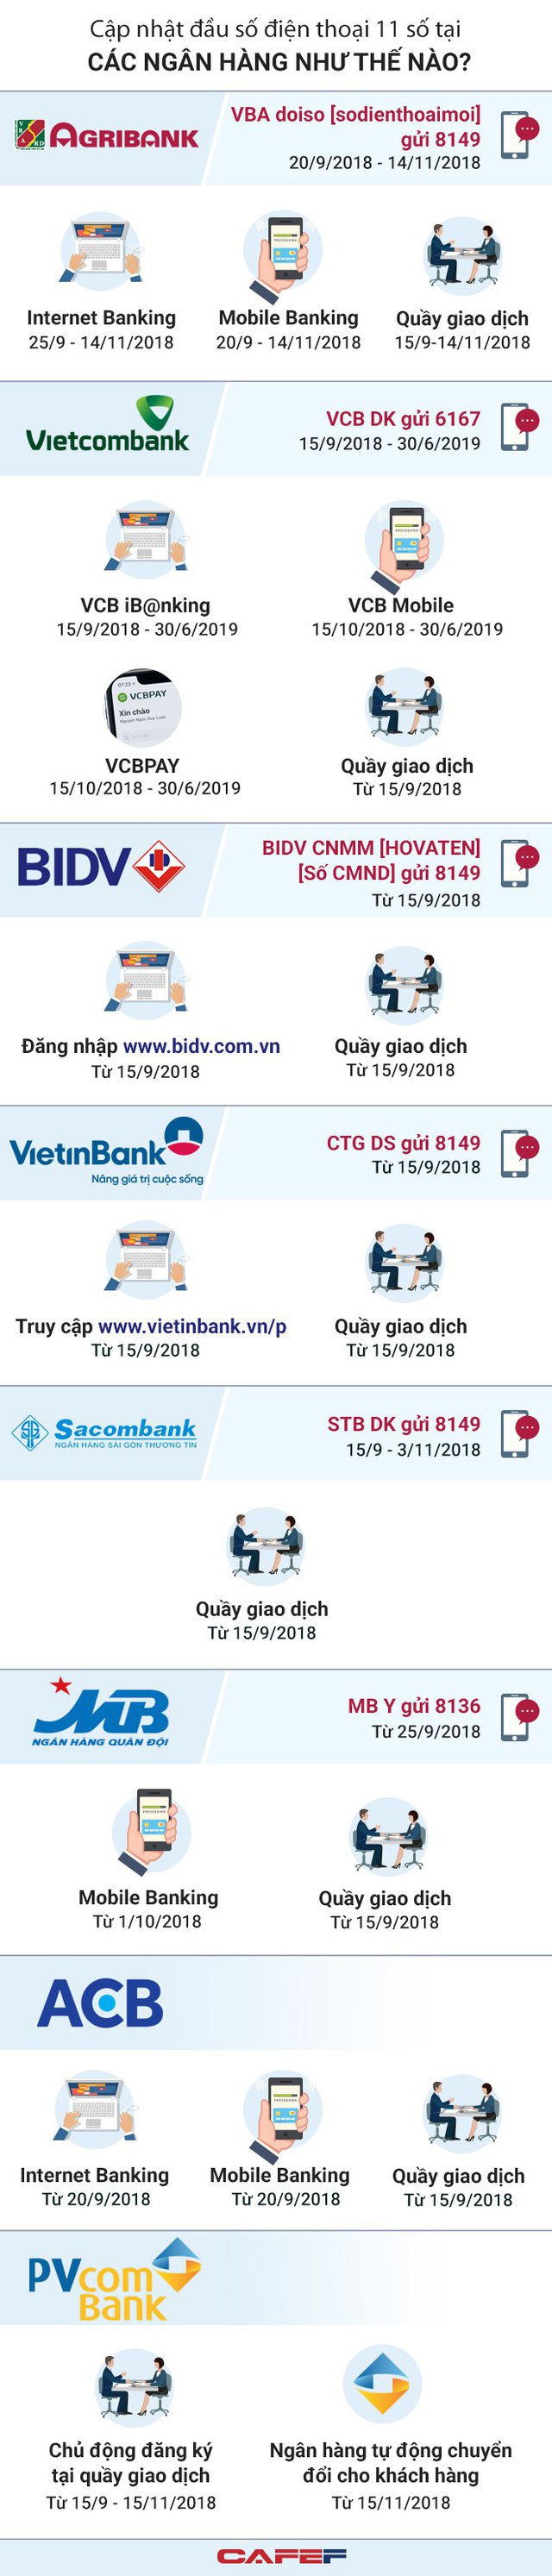 Cập nhật đầu số điện thoại 11 số tại
CÁC NGÂN HÀNG NHƯ THẾ NÀO?
AGRIBANK
VBA doiso [sodienthoaimoi]
gửi 8149
20/9/2018 - 14/11/2018
Internet Banking
25/9 - 14/11/2018
Mobile Banking
20/9 - 14/11/2018
Quầy giao dịch
15/9-14/11/2018
Vietcombank
VCB DK gửi 6167
15/9/2018 - 30/6/2019
VCB iB@nking
15/9/2018 - 30/6/2019
VCB Mobile
15/10/2018 - 30/6/2019
VCBPAY
Xin chào
VCBPAY
15/10/2018 - 30/6/2019
Quầy giao dịch
Từ 15/9/2018
BIDV
BIDV CNMM [HOVATEN]
[Số CMND] gửi 8149
Từ 15/9/2018
Đăng nhập www.bidv.com.vn
Từ 15/9/2018
Quầy giao dịch
Từ 15/9/2018
VietinBank
Nâng giá trị cuộc sống
CTG DS gửi 8149
Từ 15/9/2018
Truy cập www.vietinbank.vn/p
Từ 15/9/2018
Quầy giao dịch
Từ 15/9/2018
Sacombank
NGÂN HÀNG SÀI GÒN THƯƠNG TÍN
STB DK gửi 8149
15/9 - 3/11/2018
Quầy giao dịch
Từ 15/9/2018
MB
NGÂN HÀNG QUÂN ĐỘI
MB Y gửi 8136
Từ 25/9/2018
Mobile Banking
Từ 1/10/2018
Quầy giao dịch
Từ 15/9/2018
ACB
Internet Banking
Từ 20/9/2018
Mobile Banking
Từ 20/9/2018
Quầy giao dịch
Từ 15/9/2018
PVcom
Bank
Chủ động đăng ký
tại quầy giao dịch
Từ 15/9 - 15/11/2018
Ngân hàng tự động chuyển
đổi cho khách hàng
Từ 15/11/2018
CAFEF